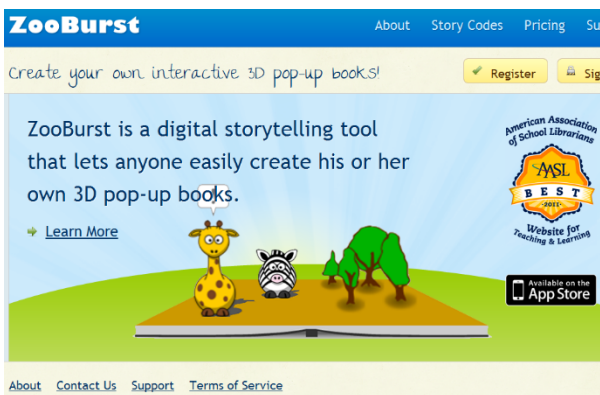 ZooBurst
About Story Codes Pricing Su
Create your own interactive 3D pop-up books!
Register Sig
ZooBurst is a digital storytelling tool
that lets anyone easily create his or her
own 3D pop-up books.
Learn More
American Association
of School Librarians
AASL
BEST
2011
Website for
Teaching & Learning
Available on the
App Store
About Contact Us Support Terms of Service